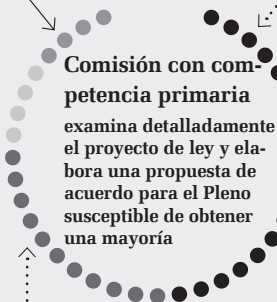 Comisión con com-
petencia primaria
examina detalladamente
el proyecto de ley y ela-
bora una propuesta de
acuerdo para el Pleno
susceptible de obtener
una mayoría